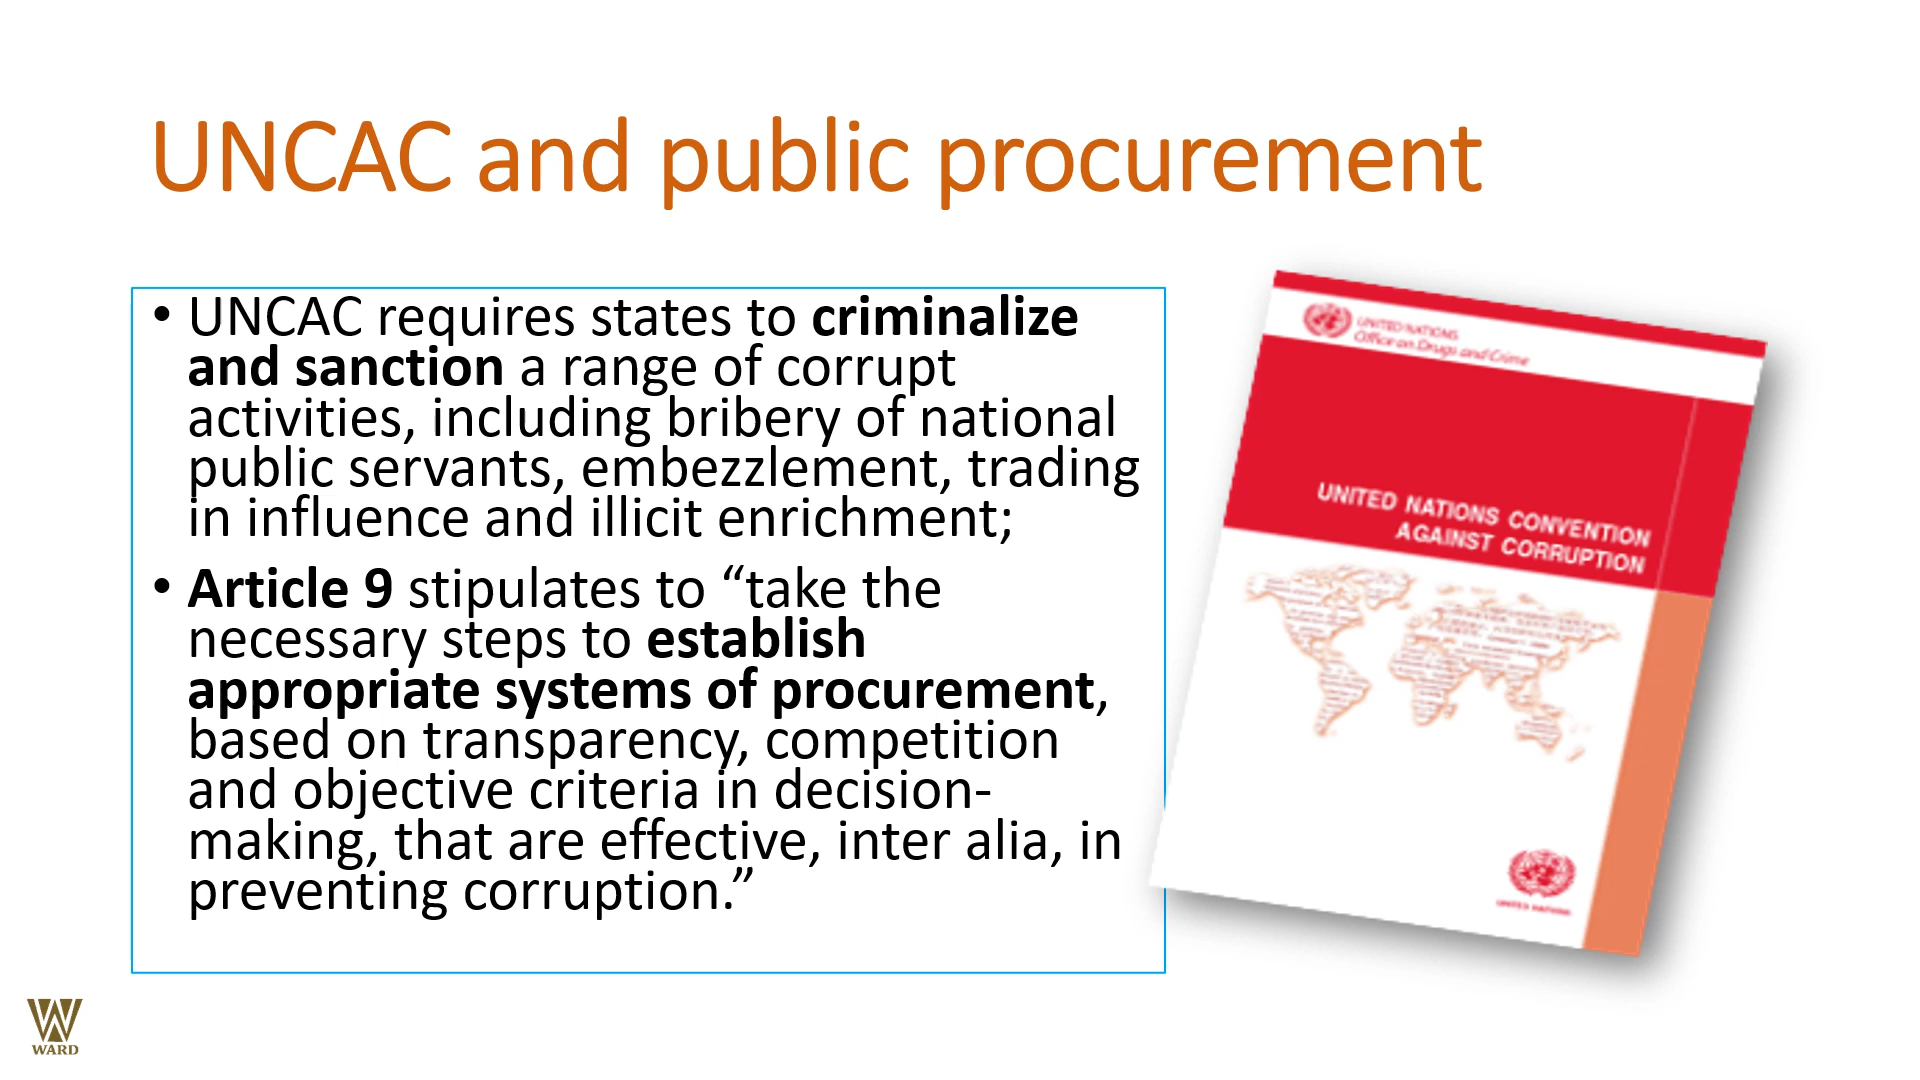 UNCAC and public procurement
• UNCAC requires states to criminalize
and sanction a range of corrupt
activities, including bribery of national
public servants, embezzlement, trading
in influence and illicit enrichment;
• Article 9 stipulates to “take the
necessary steps to establish
appropriate systems of procurement,
based on transparency, competition
and objective criteria in decision-
making, that are effective, inter alia, in
preventing corruption.”
UNITED NATIONS
Office on Drugs and Crime
UNITED NATIONS CONVENTION
AGAINST CORRUPTION
UNITED NATIONS
WARD